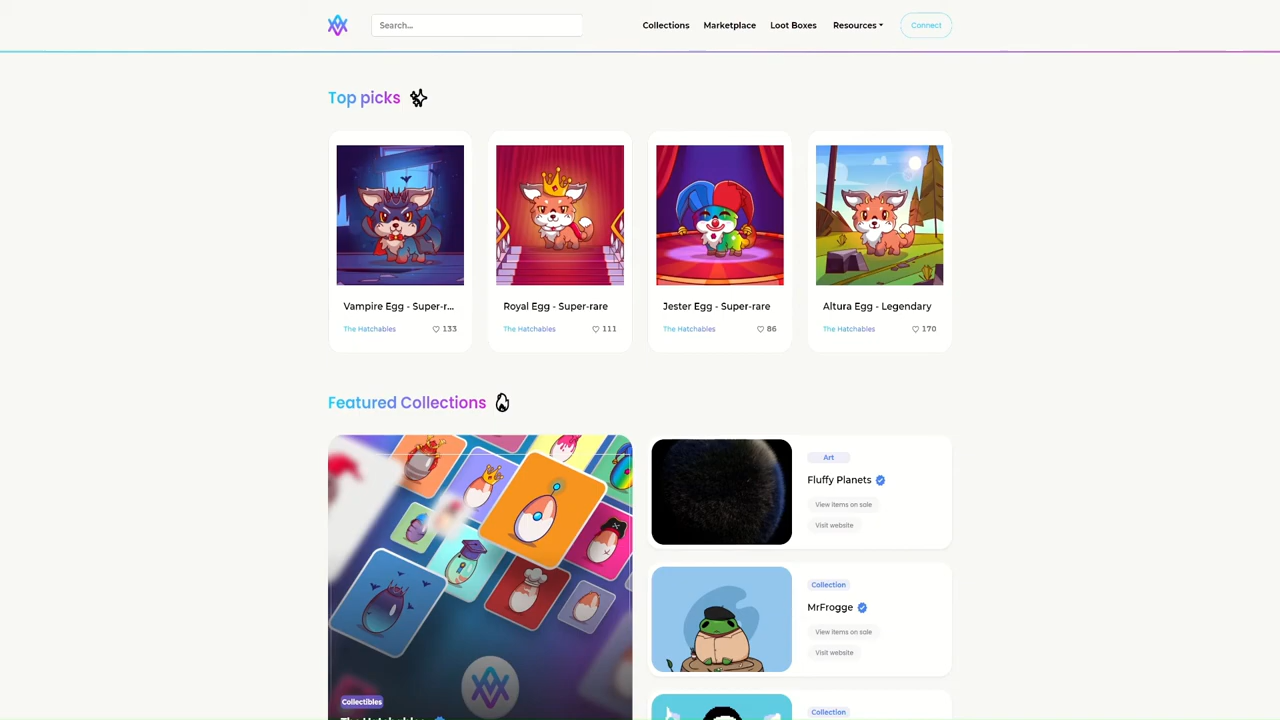 Search...
Collections
Marketplace
Loot Boxes
Resources
Connect
Top picks
Vampire Egg - Super-r...
The Hatchables
133
Royal Egg - Super-rare
The Hatchables
111
Jester Egg - Super-rare
The Hatchables
86
Altura Egg - Legendary
The Hatchables
170
Featured Collections
Collectibles
The Hatchables
Art
Fluffy Planets
View items on sale
Visit website
Collection
MrFrogge
View items on sale
Visit website
Collection